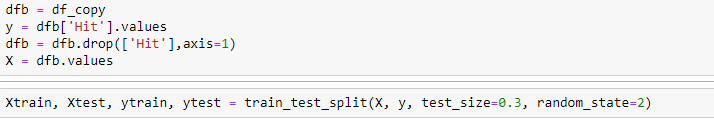 dfb = df_copy
y = dfb['Hit'].values
dfb = dfb.drop(['Hit'],axis=1)
X = dfb.values
Xtrain, Xtest, ytrain, ytest = train_test_split(X, y, test_size=0.3, random_state=2)